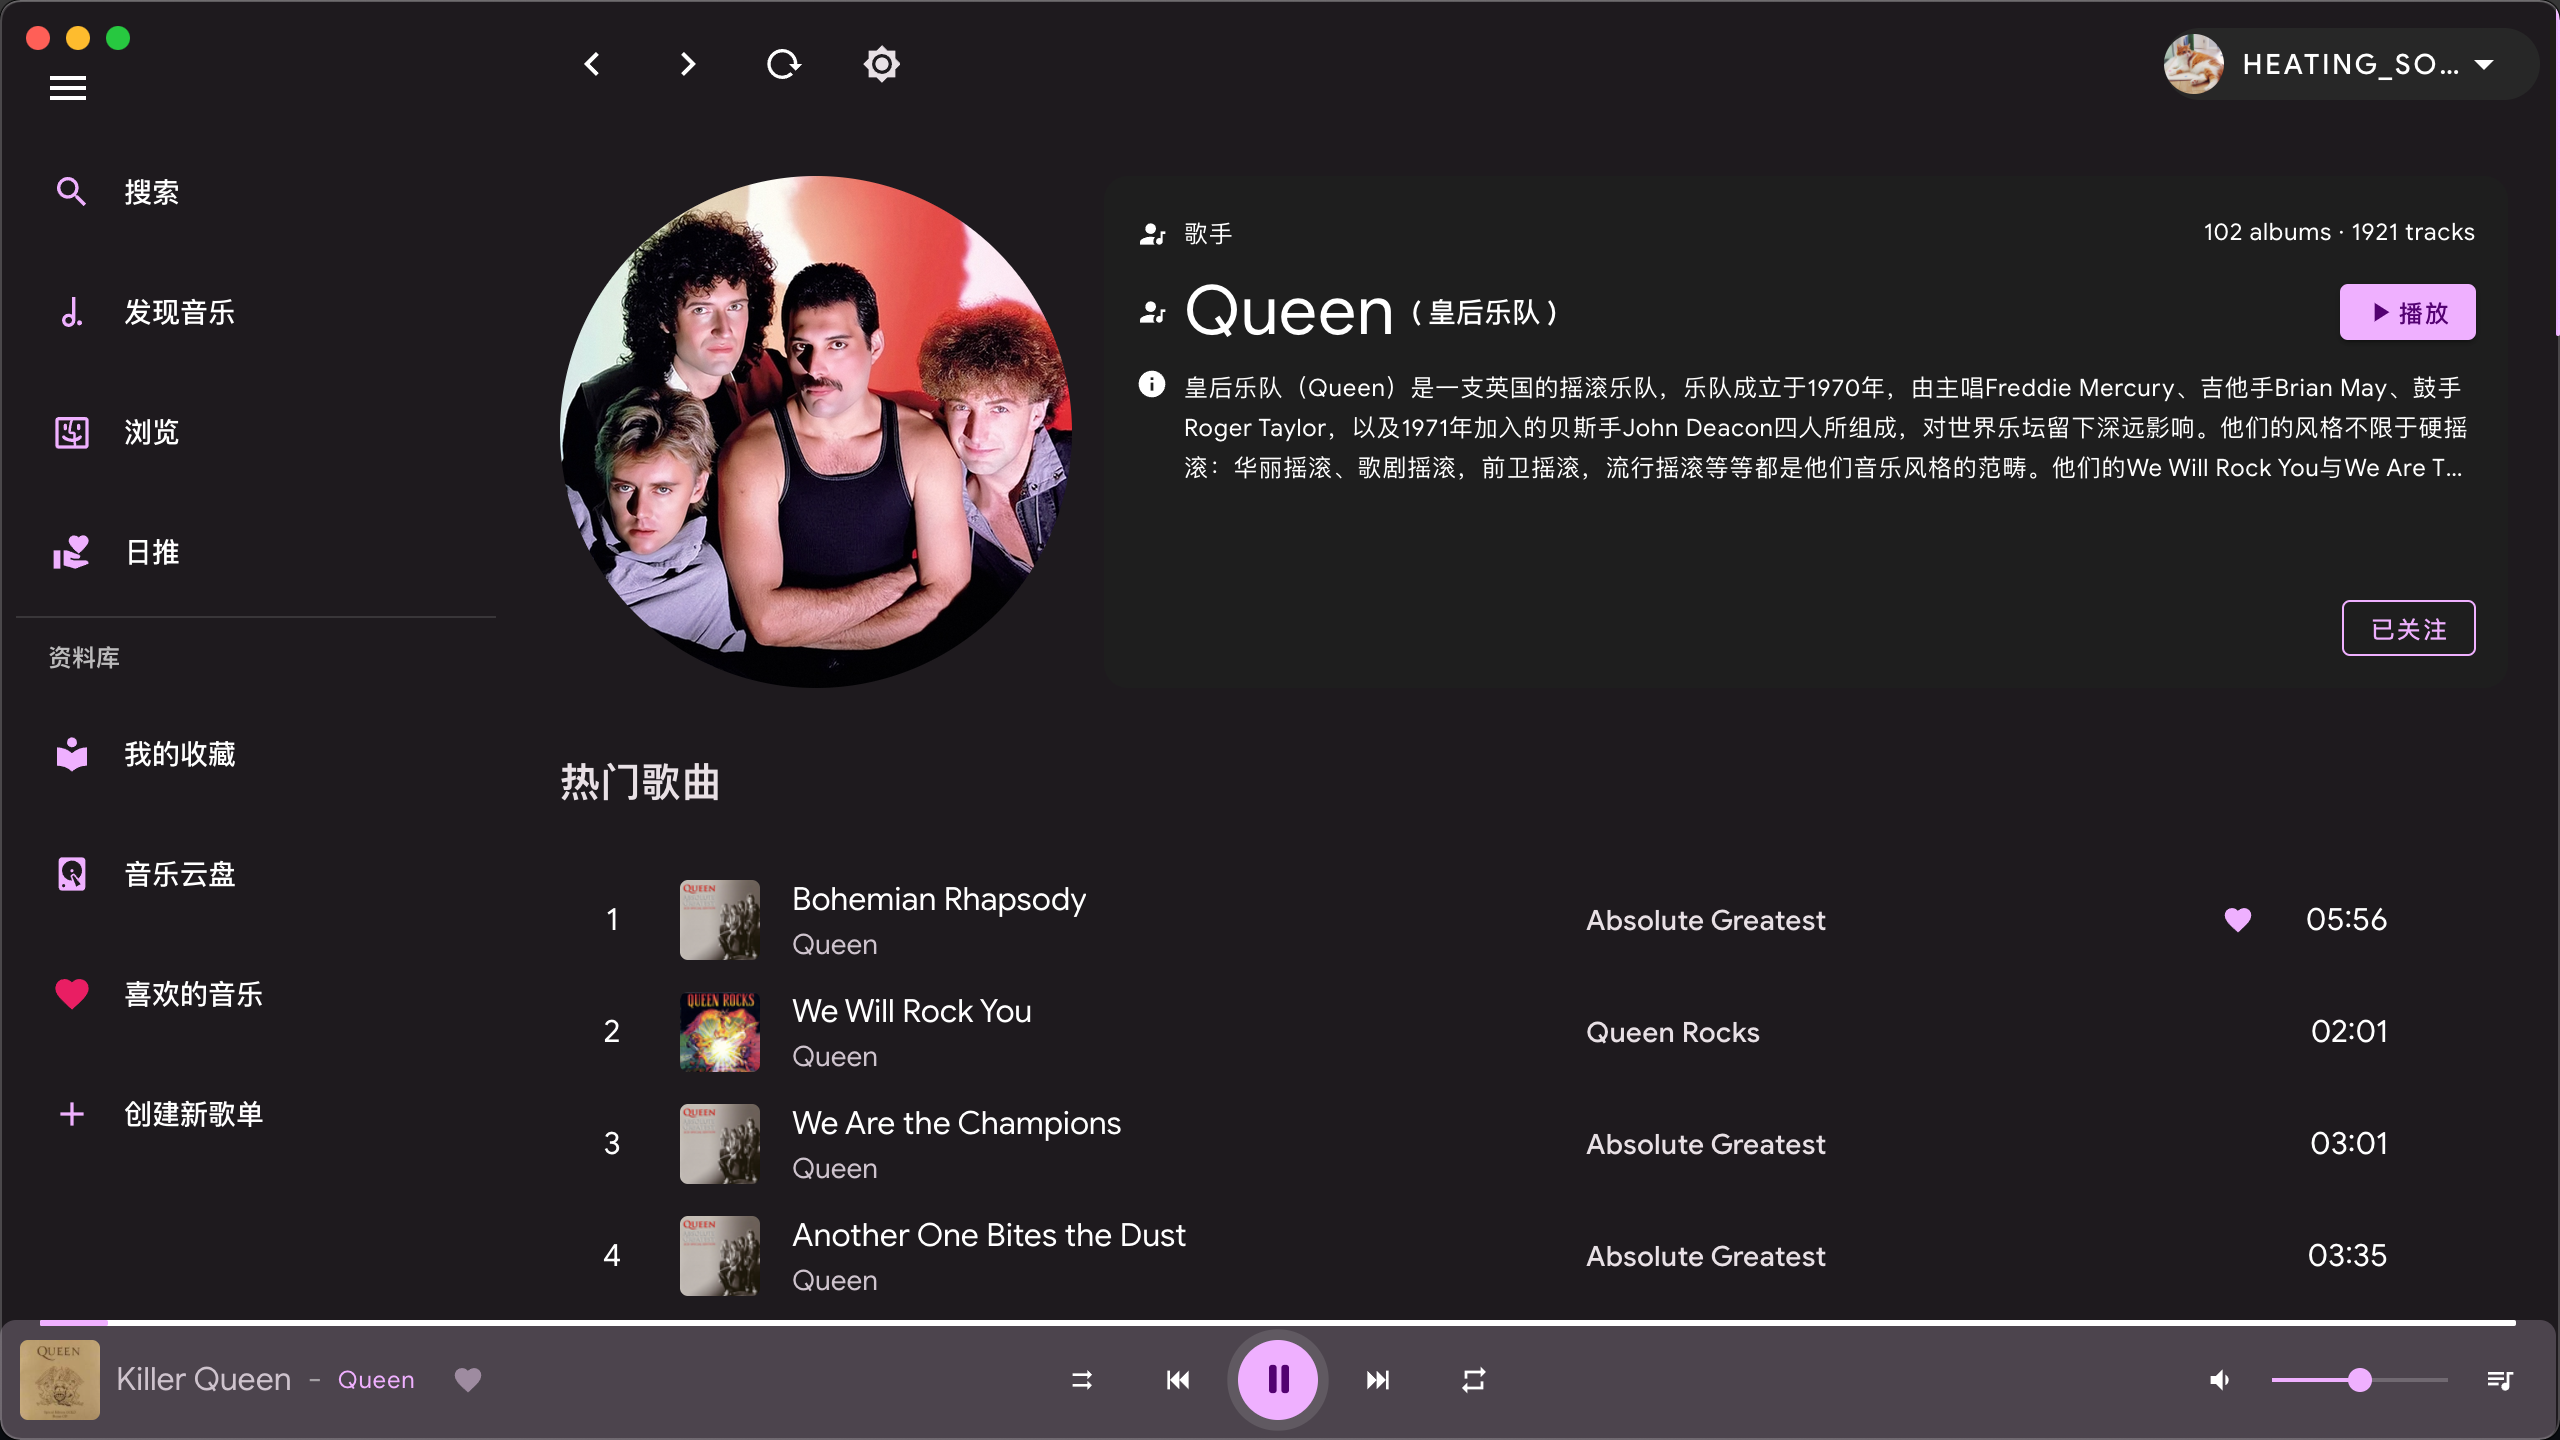 HEATING_SO...
搜索
发现音乐
浏览
日推
资料库
我的收藏
音乐云盘
喜欢的音乐
创建新歌单
歌手
102 albums · 1921 tracks
Queen（皇后乐队）
播放
皇后乐队（Queen）是一支英国的摇滚乐队，乐队成立于1970年，由主唱Freddie Mercury、吉他手Brian May、鼓手
Roger Taylor，以及1971年加入的贝斯手John Deacon四人所组成，对世界乐坛留下深远影响。他们的风格不限于硬摇
滚：华丽摇滚、歌剧摇滚，前卫摇滚，流行摇滚等等都是他们音乐风格的范畴。他们的We Will Rock You与We Are T...
已关注
热门歌曲
1
QUEEN
Bohemian Rhapsody
Queen
Absolute Greatest
05:56
2
QUEEN ROCKS
We Will Rock You
Queen
Queen Rocks
02:01
3
QUEEN
We Are the Champions
Queen
Absolute Greatest
03:01
4
QUEEN
Another One Bites the Dust
Queen
Absolute Greatest
03:35
QUEEN
Killer Queen - Queen